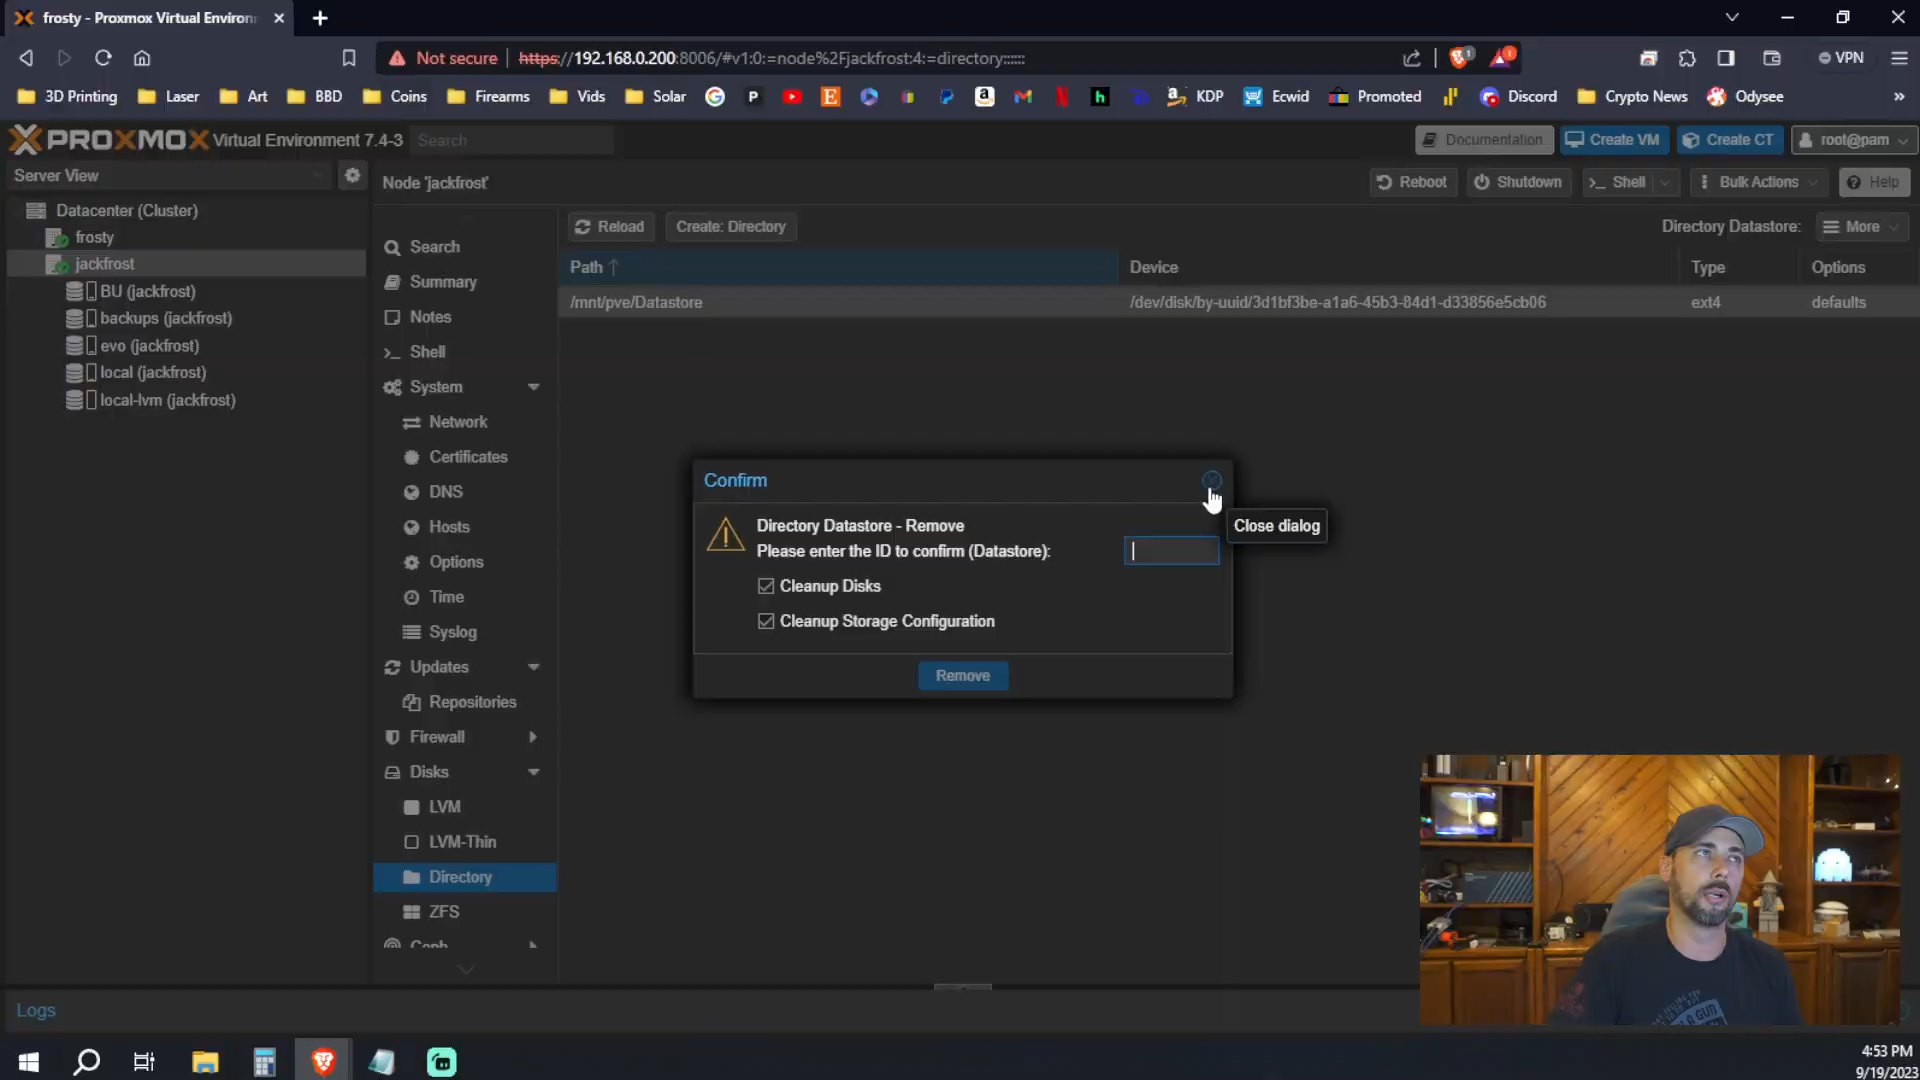 frosty - Proxmox Virtual Environ
Not secure https://192.168.0.200:8006/#v1:0:=node%2Fjackfrost:4:=directory::::::
1
VPN
3D Printing Laser Art BBD Coins Firearms Vids Solar KDP Ecwid Promoted Discord Crypto News Odysee »
PROXMOX Virtual Environment 7.4-3 Search Documentation Create VM Create CT root@pam
Server View
Node 'jackfrost' Reboot Shutdown Shell Bulk Actions Help
Datacenter (Cluster)
frosty
jackfrost
BU (jackfrost)
backups (jackfrost)
evo (jackfrost)
local (jackfrost)
local-lvm (jackfrost)
Search
Summary
Notes
Shell
System
Network
Certificates
DNS
Hosts
Options
Time
Syslog
Updates
Repositories
Firewall
Disks
LVM
LVM-Thin
Directory
ZFS
Ceph
Reload Create: Directory Directory Datastore: More
Path Device Type Options
/mnt/pve/Datastore /dev/disk/by-uuid/3d1bf3be-a1a6-45b3-84d1-d33856e5cb06 ext4 defaults
Confirm
Directory Datastore - Remove
Please enter the ID to confirm (Datastore):
Cleanup Disks
Cleanup Storage Configuration
Remove
Close dialog
Logs
4:53 PM
9/19/2023